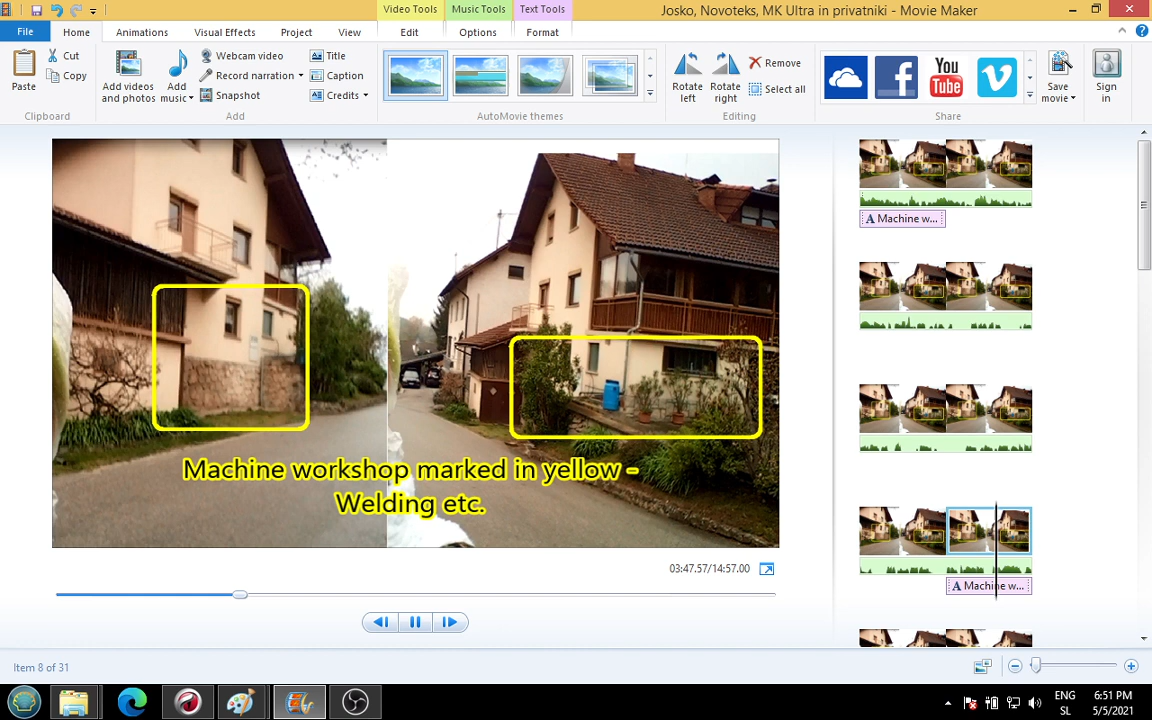 Video Tools
Music Tools
Text Tools
Josko, Novoteks, MK Ultra in privatniki - Movie Maker
File
Home
Animations
Visual Effects
Project
View
Edit
Options
Format
Paste
Cut
Copy
Clipboard
Add videos
and photos
Add
music
Webcam video
Record narration
Snapshot
Title
Caption
Credits
Add
AutoMovie themes
Rotate
left
Rotate
right
Remove
Select all
Editing
You
Tube
Share
Save
movie
Sign
in
Machine workshop marked in yellow -
Welding etc.
03:47.57/14:57.00
A Machine w...
A Machine w...
Item 8 of 31
ENG
SL
6:51 PM
5/5/2021